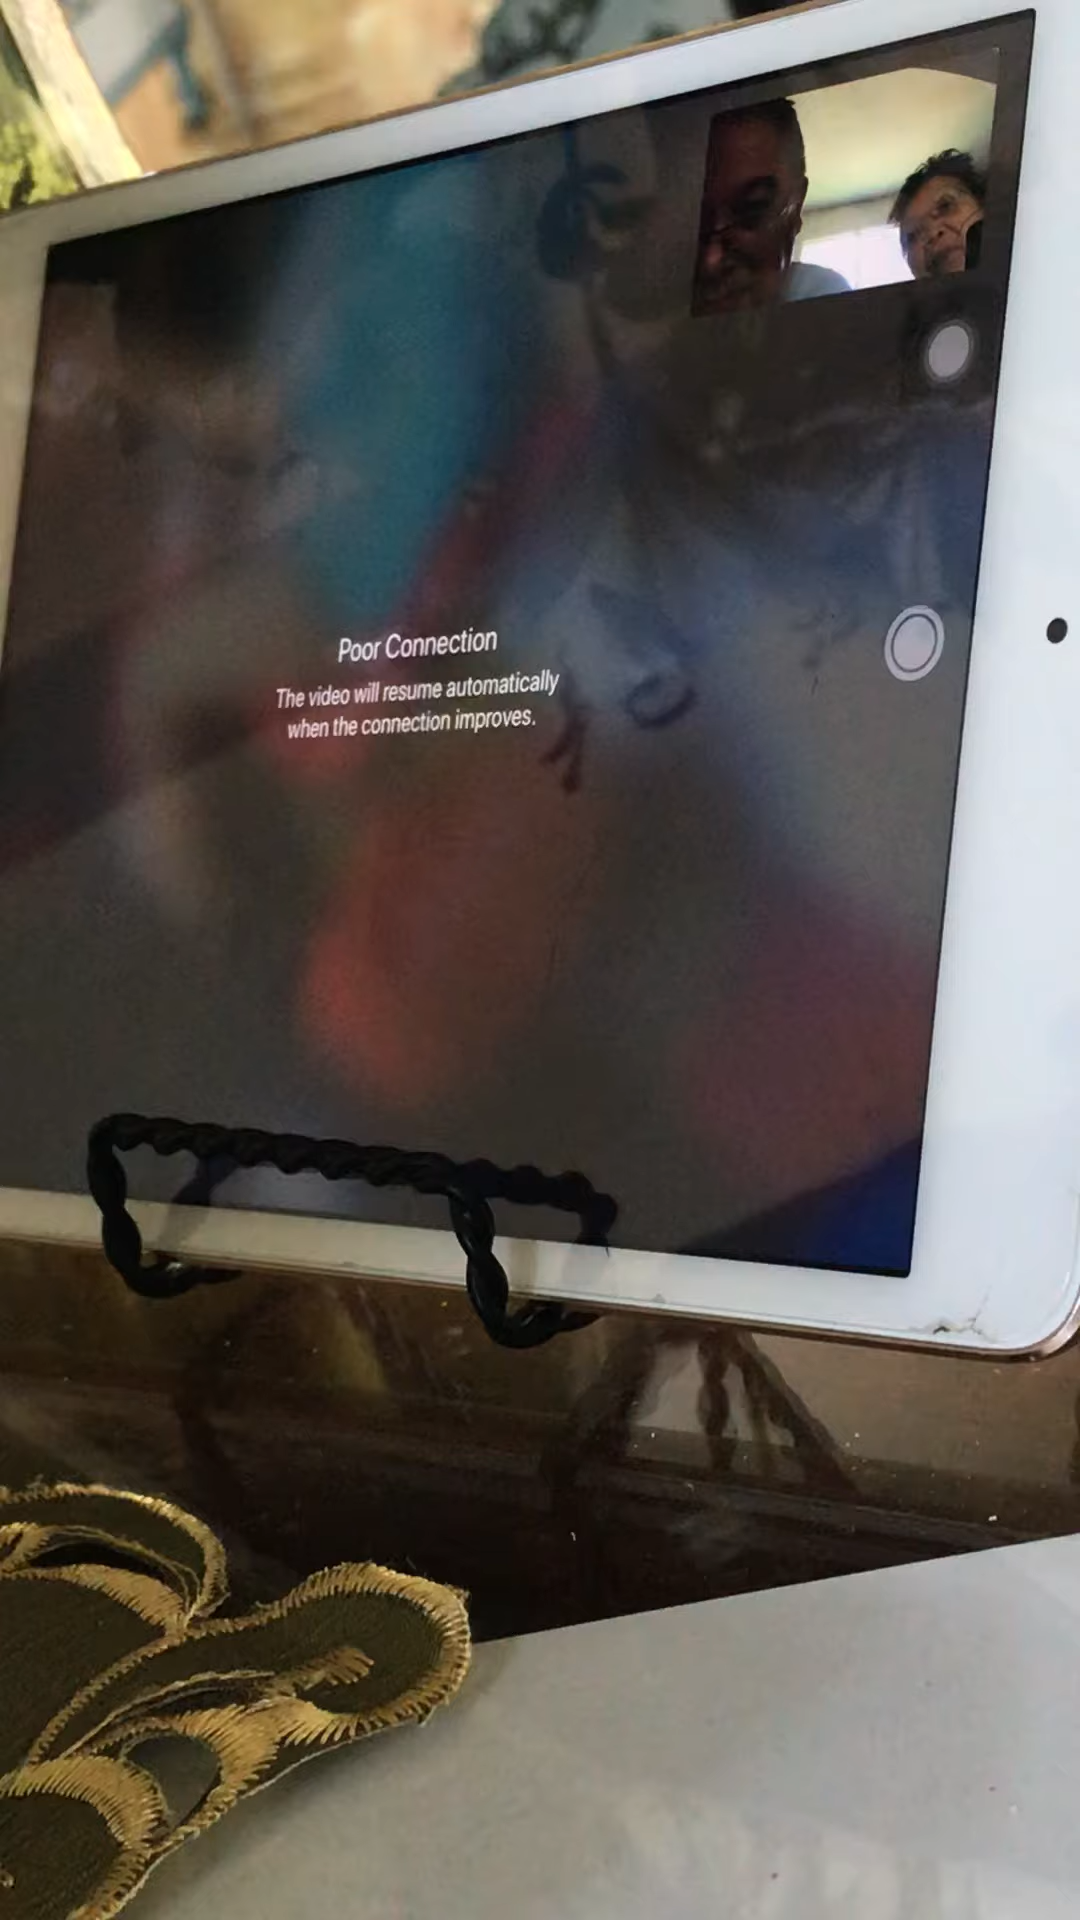 Poor Connection
The video will resume automatically
when the connection improves.